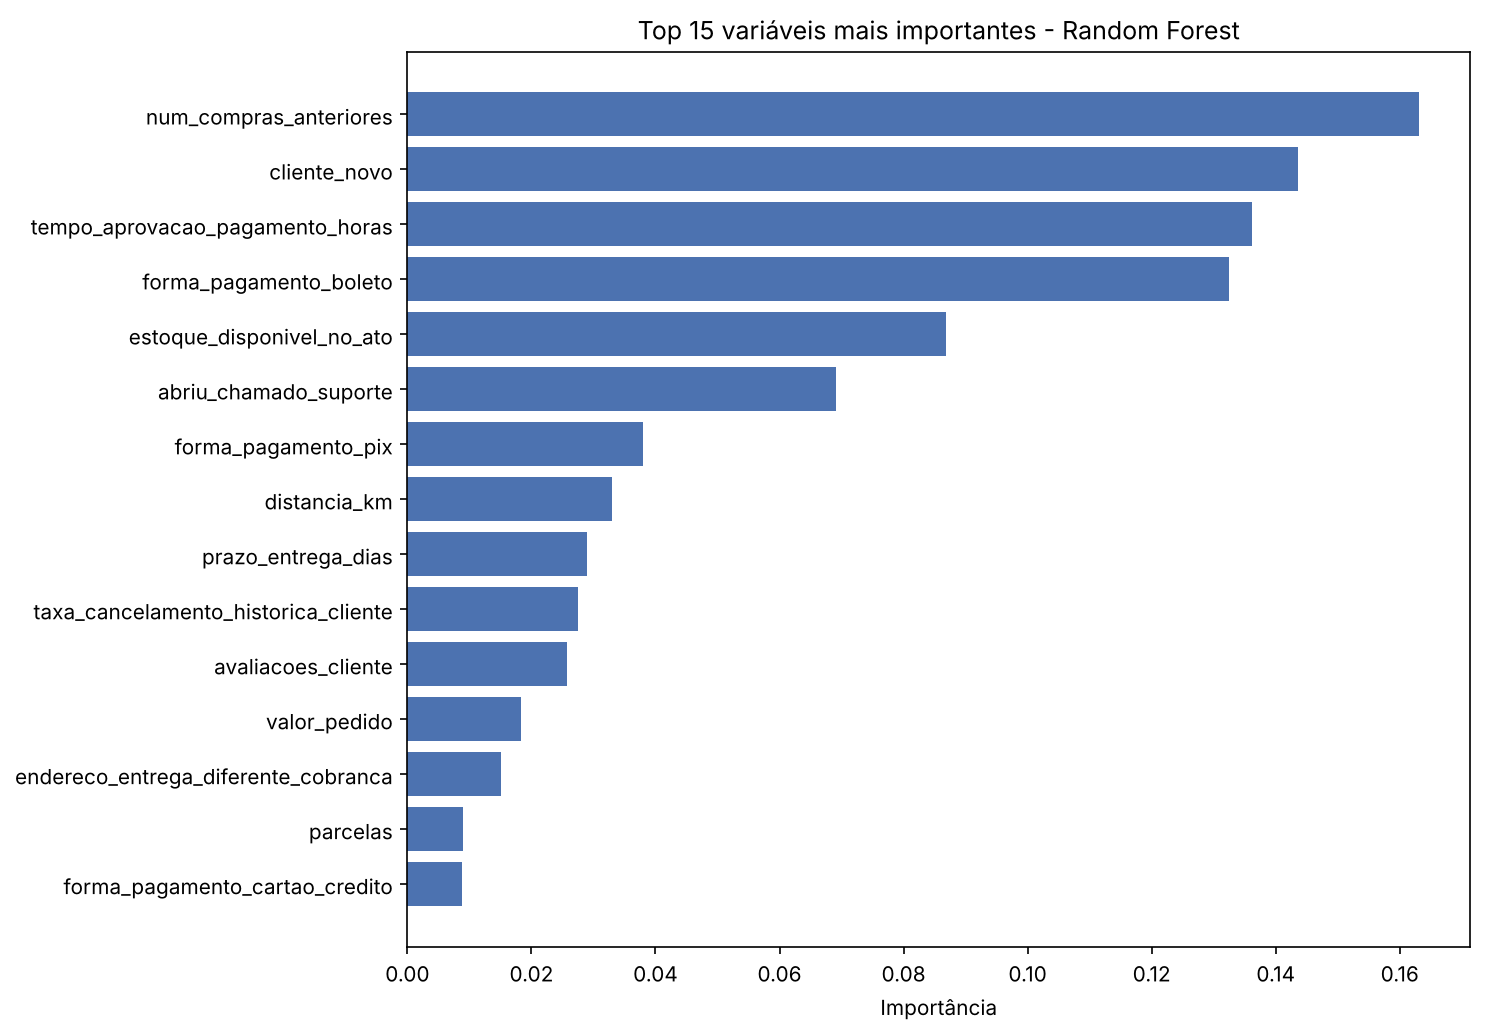 Top 15 variáveis mais importantes - Random Forest
num_compras_anteriores
cliente_novo
tempo_aprovacao_pagamento_horas
forma_pagamento_boleto
estoque_disponivel_no_ato
abriu_chamado_suporte
forma_pagamento_pix
distancia_km
prazo_entrega_dias
taxa_cancelamento_historica_cliente
avaliacoes_cliente
valor_pedido
endereco_entrega_diferente_cobranca
parcelas
forma_pagamento_cartao_credito
0.00 0.02 0.04 0.06 0.08 0.10 0.12 0.14 0.16
Importância